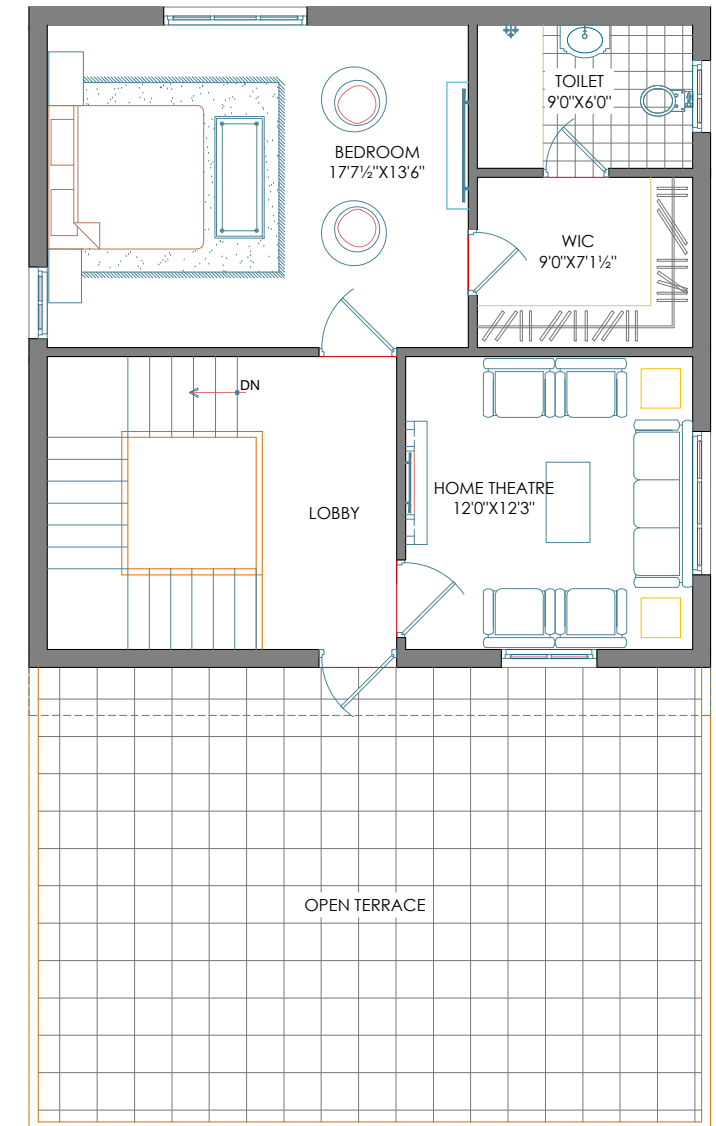 TOILET
9'0"X6'0"
BEDROOM
17'7½"X13'6"
WIC
9'0"X7'1½"
DN
HOME THEATRE
12'0"X12'3"
LOBBY
OPEN TERRACE